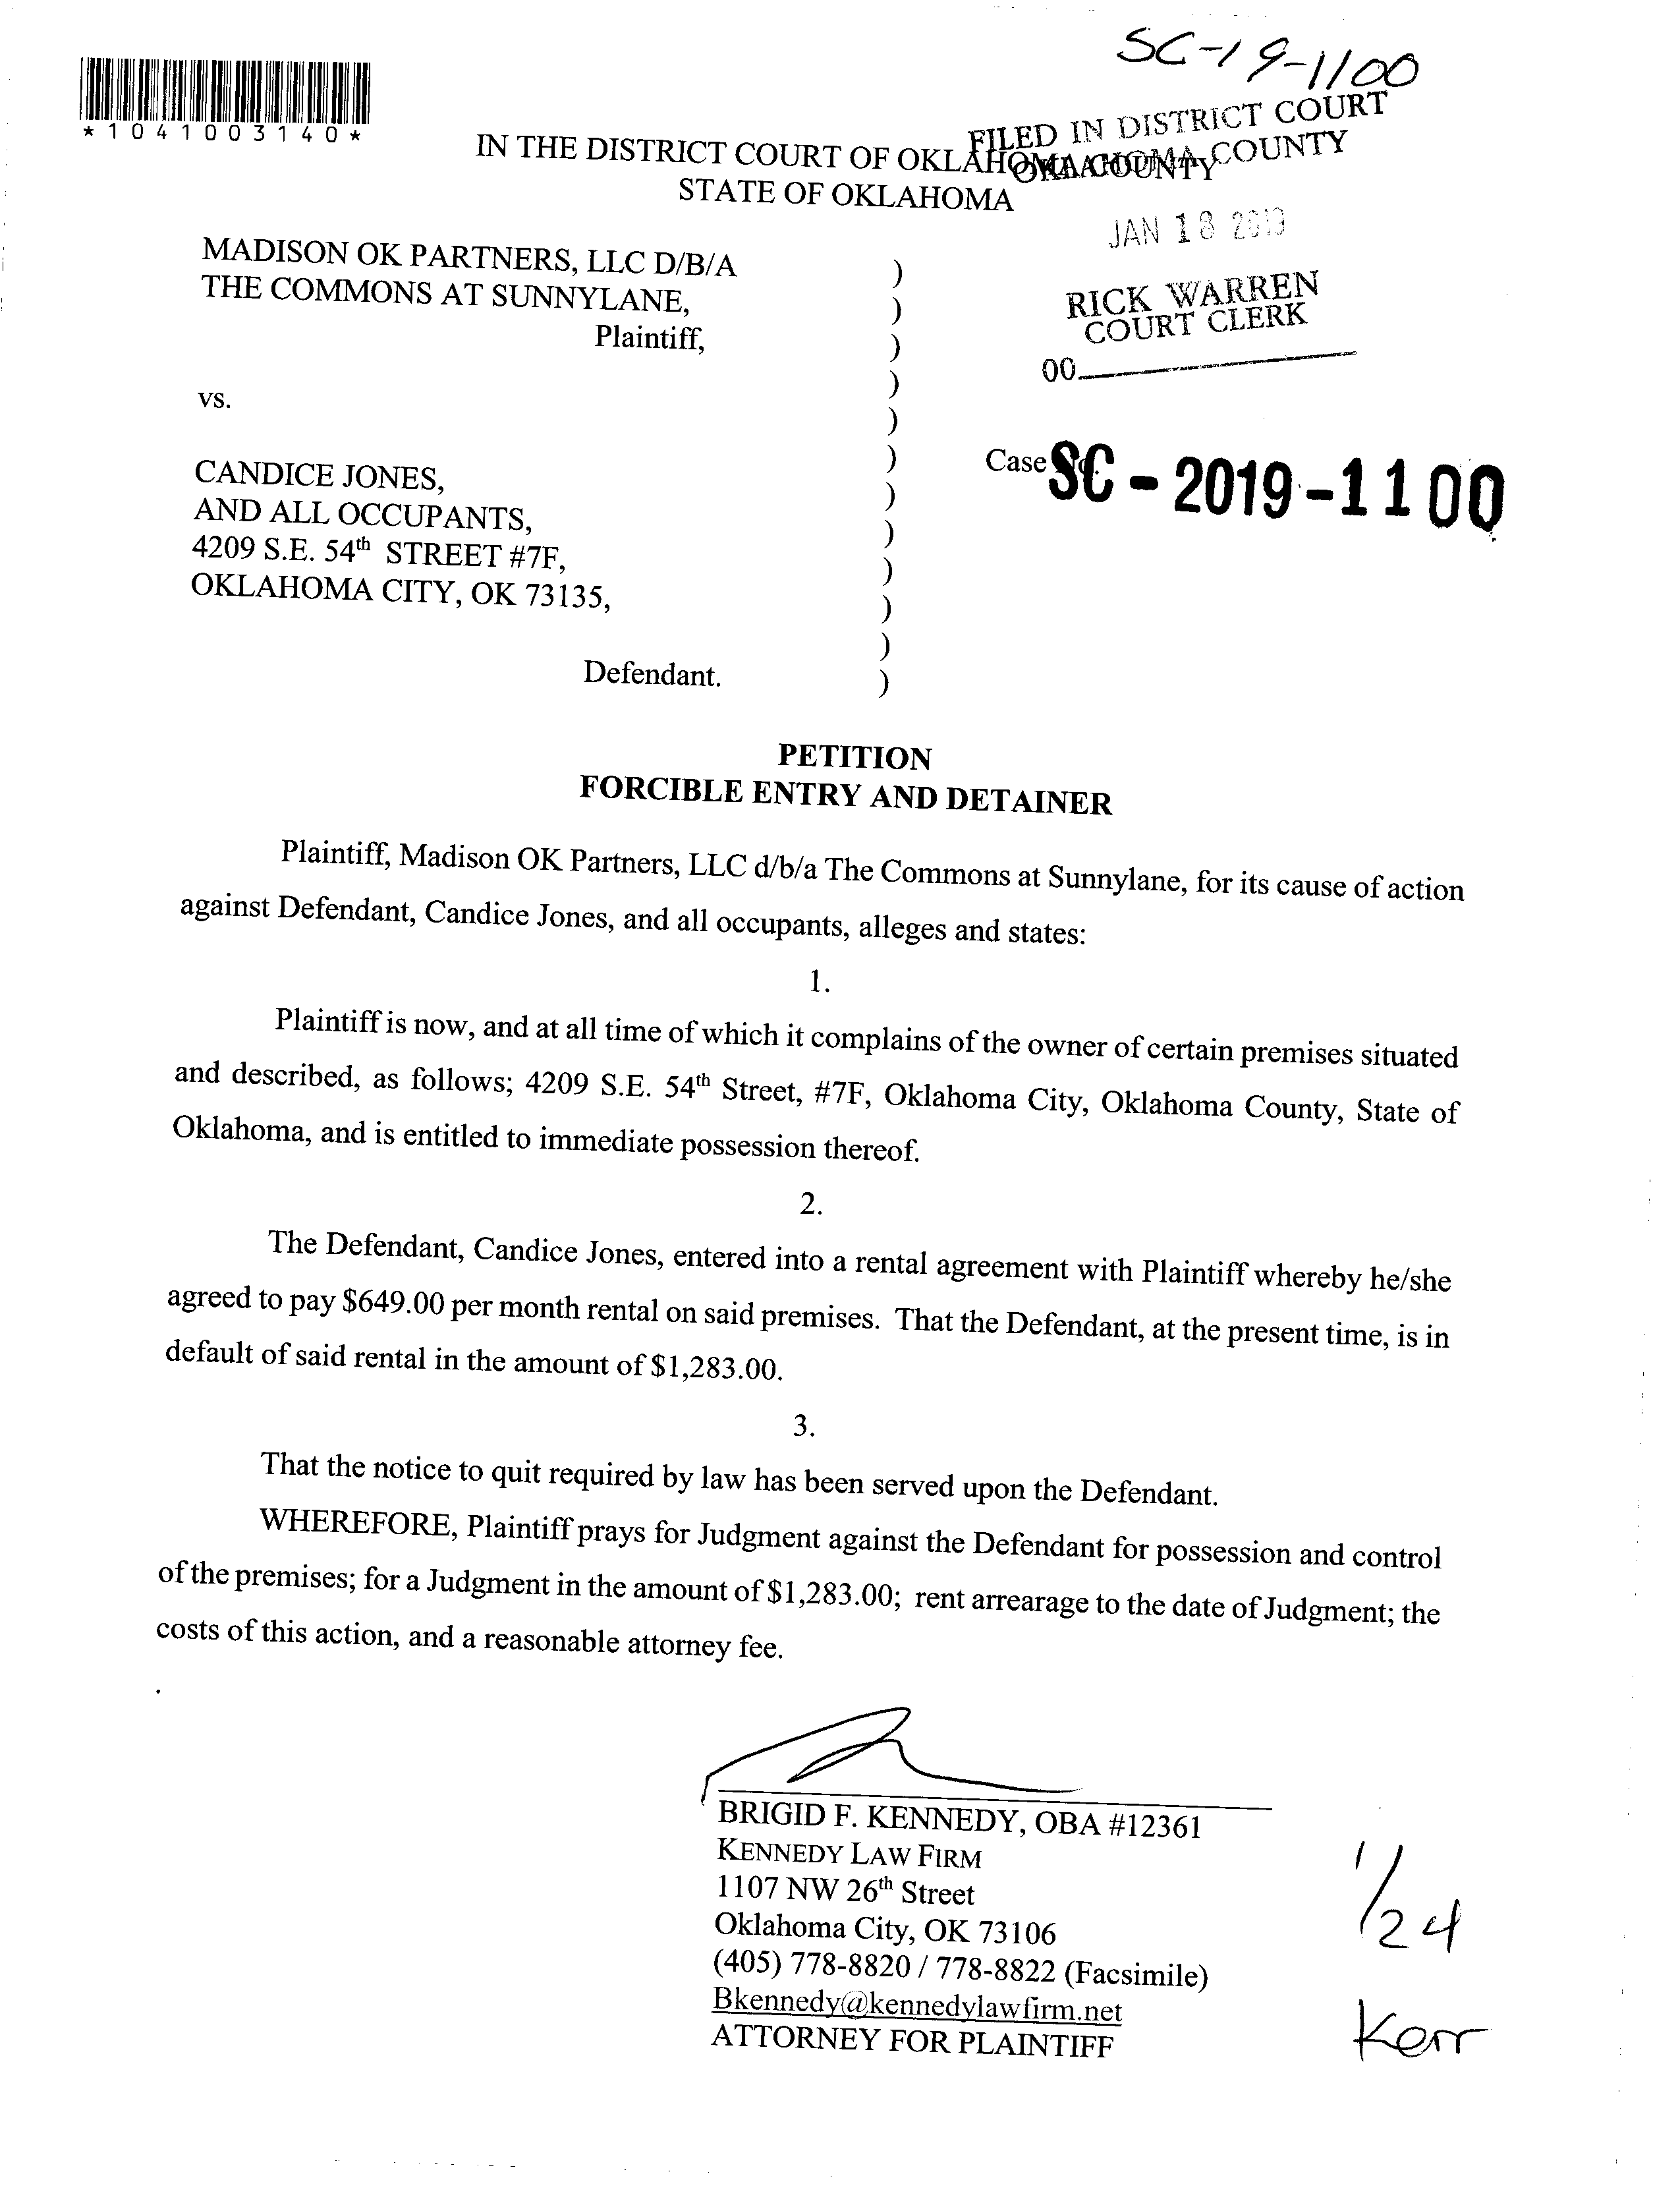 SC-19-1100
*1041003140*
FILED IN DISTRICT COURT
OKLAHOMA COUNTY
IN THE DISTRICT COURT OF OKLAHOMA COUNTY
STATE OF OKLAHOMA
JAN 18 2019
MADISON OK PARTNERS, LLC D/B/A )
THE COMMONS AT SUNNYLANE, )
Plaintiff, )
RICK WARREN
COURT CLERK
00
)
vs. )
)
CANDICE JONES, )
Case No. SC-2019-1100
AND ALL OCCUPANTS, )
4209 S.E. 54th STREET #7F, )
OKLAHOMA CITY, OK 73135, )
)
Defendant. )
PETITION
FORCIBLE ENTRY AND DETAINER
Plaintiff, Madison OK Partners, LLC d/b/a The Commons at Sunnylane, for its cause of action
against Defendant, Candice Jones, and all occupants, alleges and states:
1.
Plaintiff is now, and at all time of which it complains of the owner of certain premises situated
and described, as follows; 4209 S.E. 54th Street, #7F, Oklahoma City, Oklahoma County, State of
Oklahoma, and is entitled to immediate possession thereof.
2.
The Defendant, Candice Jones, entered into a rental agreement with Plaintiff whereby he/she
agreed to pay $649.00 per month rental on said premises. That the Defendant, at the present time, is in
default of said rental in the amount of $1,283.00.
3.
That the notice to quit required by law has been served upon the Defendant.
WHEREFORE, Plaintiff prays for Judgment against the Defendant for possession and control
of the premises; for a Judgment in the amount of $1,283.00; rent arrearage to the date of Judgment; the
costs of this action, and a reasonable attorney fee.
BRIGID F. KENNEDY, OBA #12361
KENNEDY LAW FIRM
1107 NW 26th Street
Oklahoma City, OK 73106
(405) 778-8820 / 778-8822 (Facsimile)
Bkennedy@kennedylawfirm.net
ATTORNEY FOR PLAINTIFF
1/24
Kerr